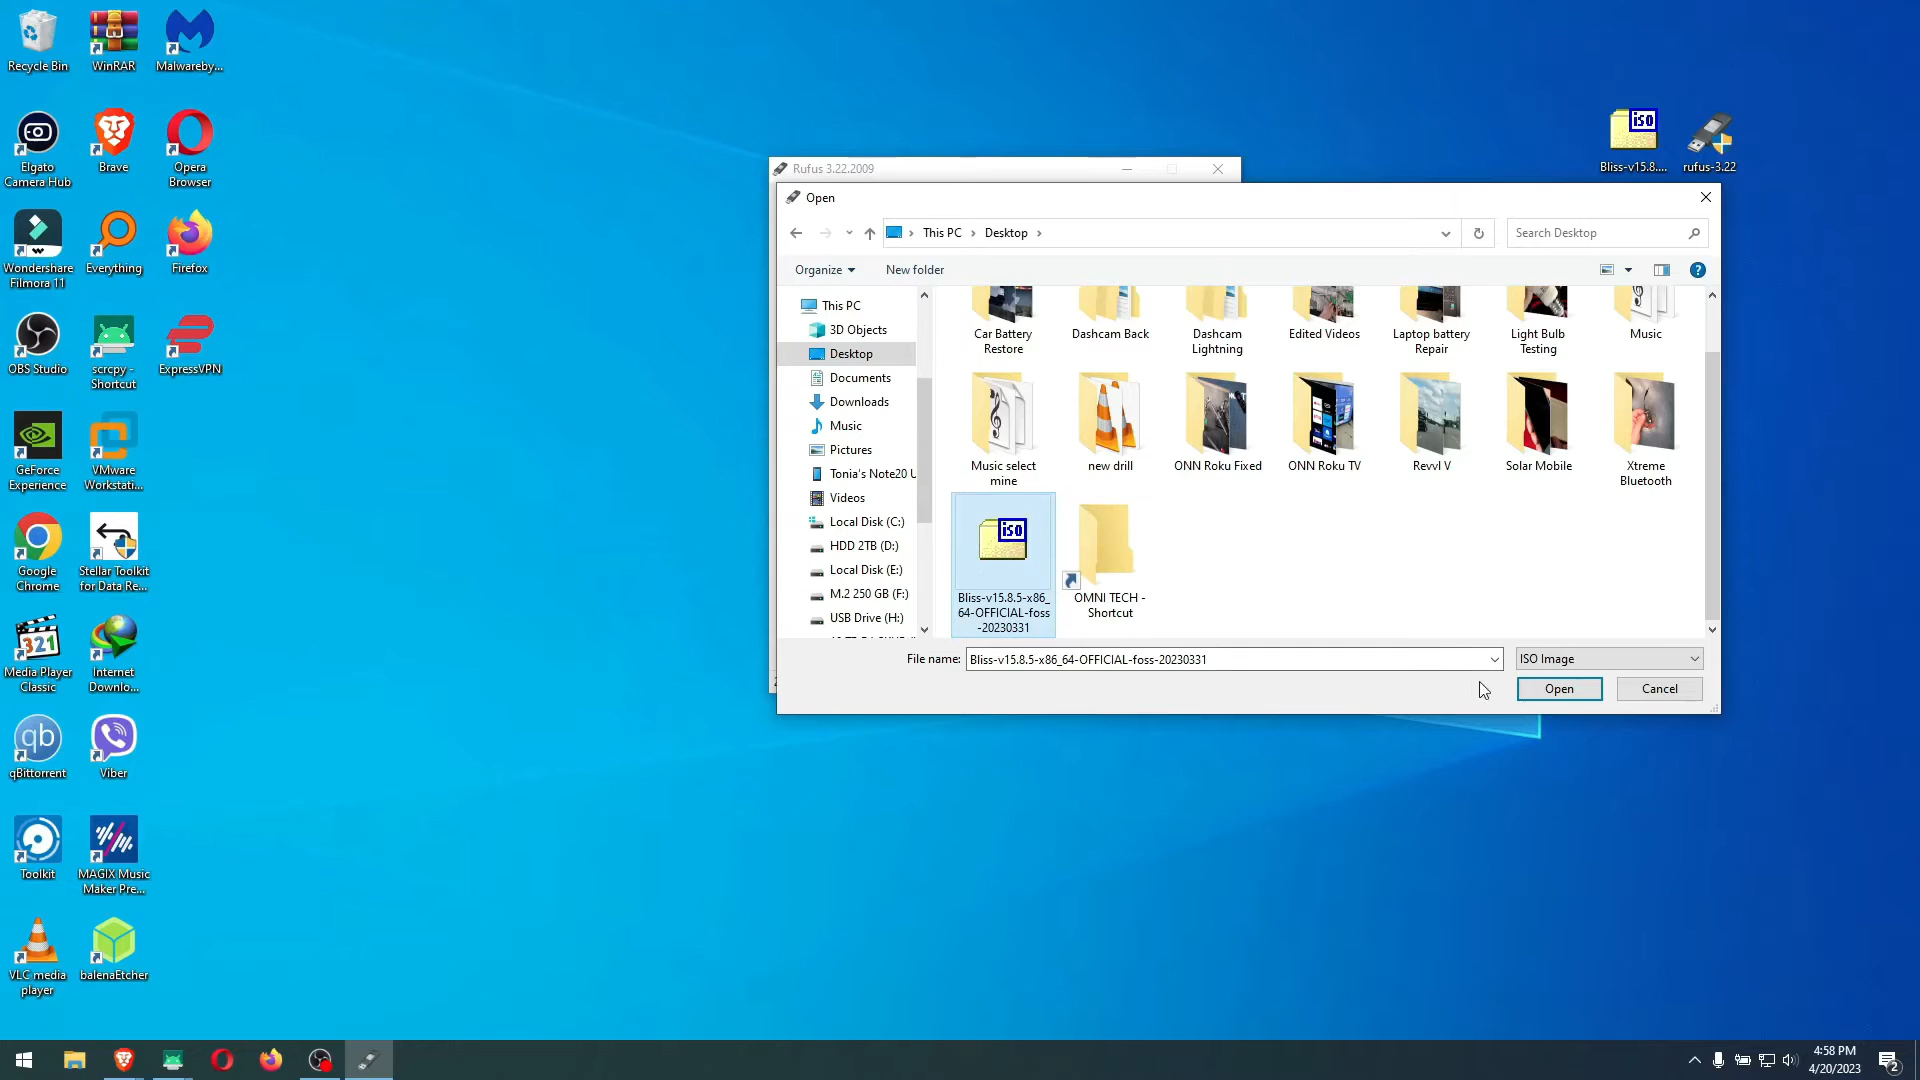 Recycle Bin
WinRAR
Malwareby...
Elgato
Camera Hub
Brave
Opera
Browser
Wondershare
Filmora 11
Everything
Firefox
OBS Studio
scrcpy -
Shortcut
ExpressVPN
GeForce
Experience
VMware
Workstati...
Google
Chrome
Stellar Toolkit
for Data Re...
321
Media Player
Classic
Internet
Downlo...
qb
qBittorrent
Viber
Toolkit
MAGIX Music
Maker Pre...
VLC media
player
balenaEtcher
iso
Bliss-v15.8....
rufus-3.22
Rufus 3.22.2009
Open
This PC
Desktop
Search Desktop
Organize
New folder
?
This PC
3D Objects
Desktop
Documents
Downloads
Music
Pictures
Tonia's Note20 U
Videos
Local Disk (C:)
HDD 2TB (D:)
Local Disk (E:)
M.2 250 GB (F:)
USB Drive (H:)
Car Battery
Restore
Dashcam Back
Dashcam
Lightning
Edited Videos
Laptop battery
Repair
Light Bulb
Testing
Music
Music select
mine
new drill
ONN Roku Fixed
ONN Roku TV
Revvl V
Solar Mobile
Xtreme
Bluetooth
iso
Bliss-v15.8.5-x86_
64-OFFICIAL-foss
-20230331
OMNI TECH -
Shortcut
File name:
Bliss-v15.8.5-x86_64-OFFICIAL-foss-20230331
ISO Image
Open
Cancel
4:58 PM
4/20/2023
2